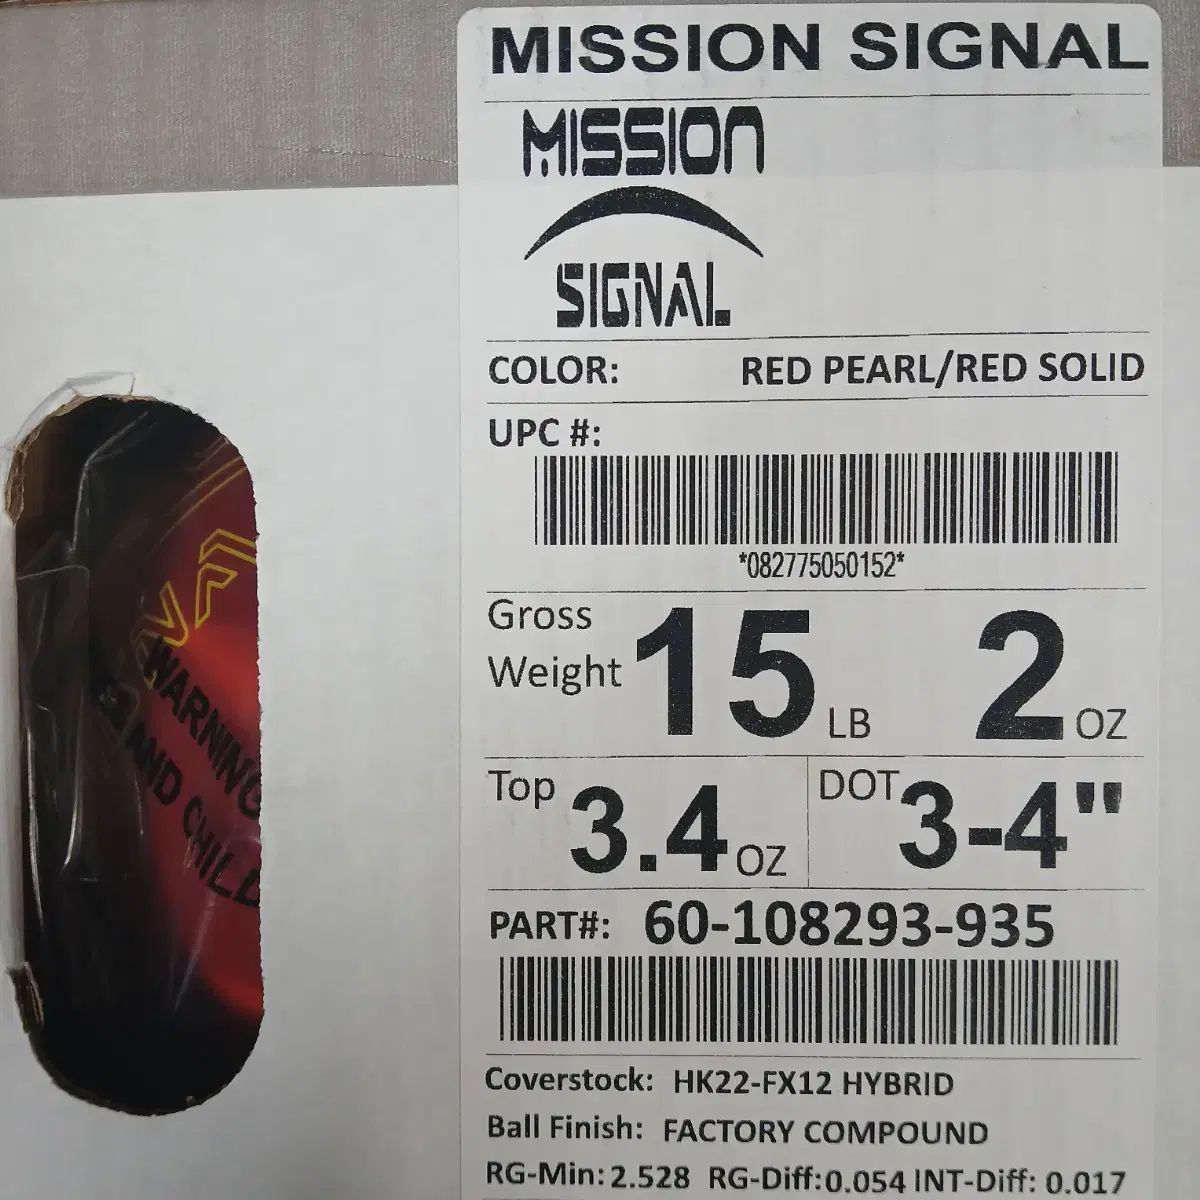 MISSION SIGNAL
MISSION
SIGNAL
COLOR: RED PEARL/RED SOLID
UPC #:
*082775050152*
Gross Weight 15 LB 2 OZ
Top 3.4 OZ DOT 3-4"
PART#: 60-108293-935
Coverstock: HK22-FX12 HYBRID
Ball Finish: FACTORY COMPOUND
RG-Min: 2.528 RG-Diff: 0.054 INT-Diff: 0.017
WARNING
AND CHILD